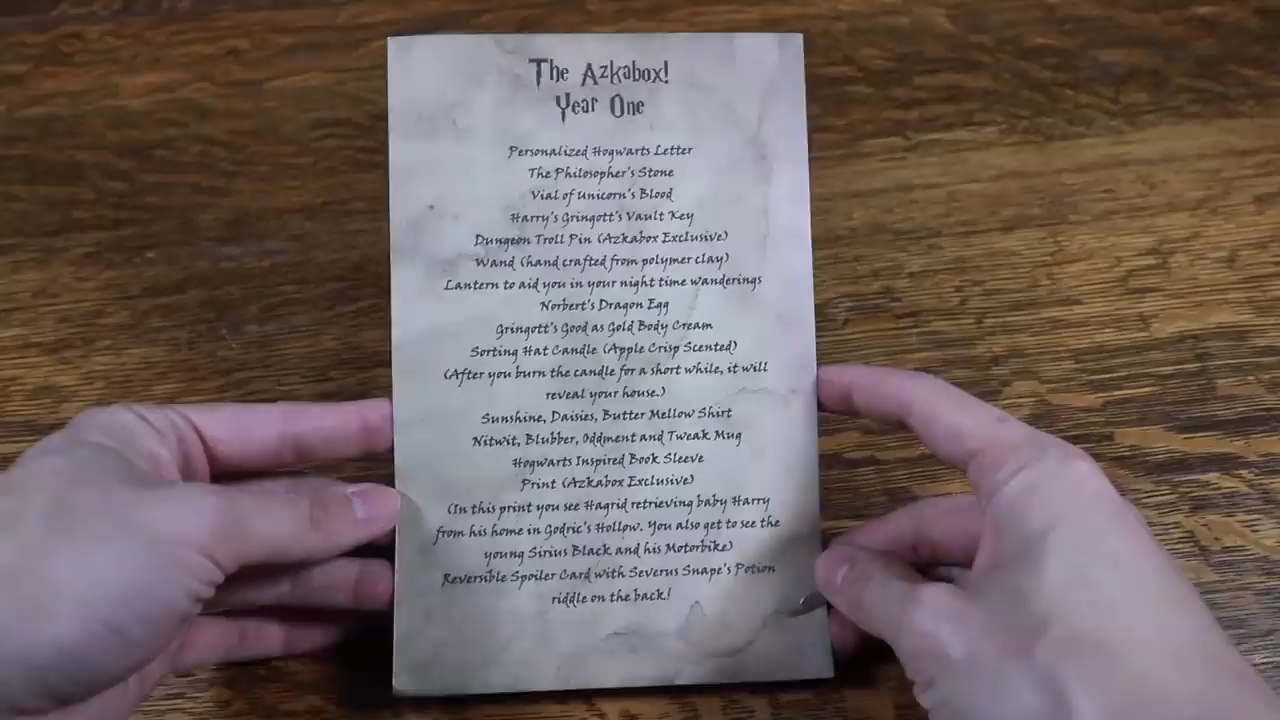 The Azkabox!
Year One
Personalized Hogwarts Letter
The Philosopher's Stone
Vial of Unicorn's Blood
Harry's Gringott's Vault Key
Dungeon Troll Pin (Azkabox Exclusive)
Wand (hand crafted from polymer clay)
Lantern to aid you in your night time wanderings
Norbert's Dragon Egg
Gringott's Good as Gold Body Cream
Sorting Hat Candle (Apple Crisp Scented)
(After you burn the candle for a short while, it will
reveal your house.)
Sunshine, Daisies, Butter Mellow Shirt
Nitwit, Blubber, Oddment and Tweak Mug
Hogwarts Inspired Book Sleeve
Print (Azkabox Exclusive)
(In this print you see Hagrid retrieving baby Harry
from his home in Godric's Hollow. You also get to see the
young Sirius Black and his Motorbike)
Reversible Spoiler Card with Severus Snape's Potion
riddle on the back!